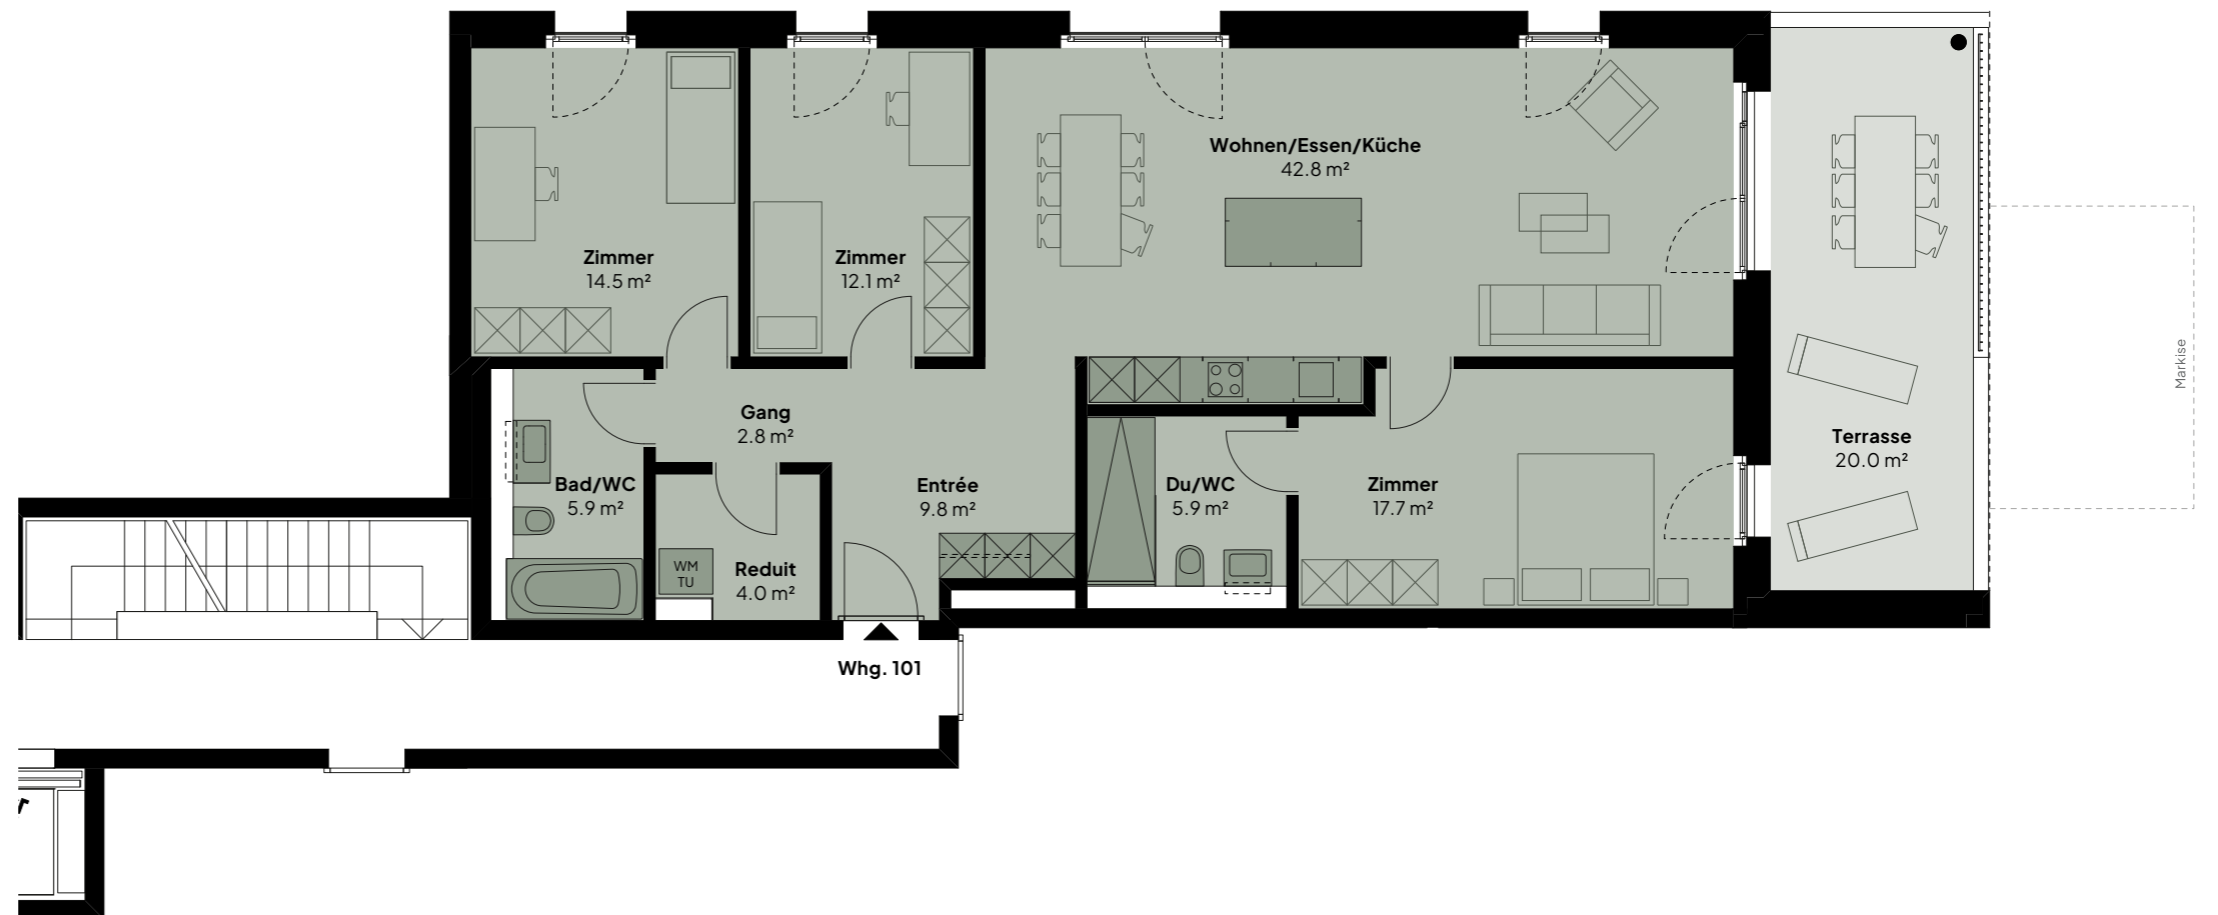 Wohnen/Essen/Küche
42.8 m²
Zimmer
14.5 m²
Zimmer
12.1 m²
Markise
Gang
2.8 m²
Terrasse
20.0 m²
Bad/WC
5.9 m²
Entrée
9.8 m²
Du/WC
5.9 m²
Zimmer
17.7 m²
WM
TU
Reduit
4.0 m²
Whg. 101